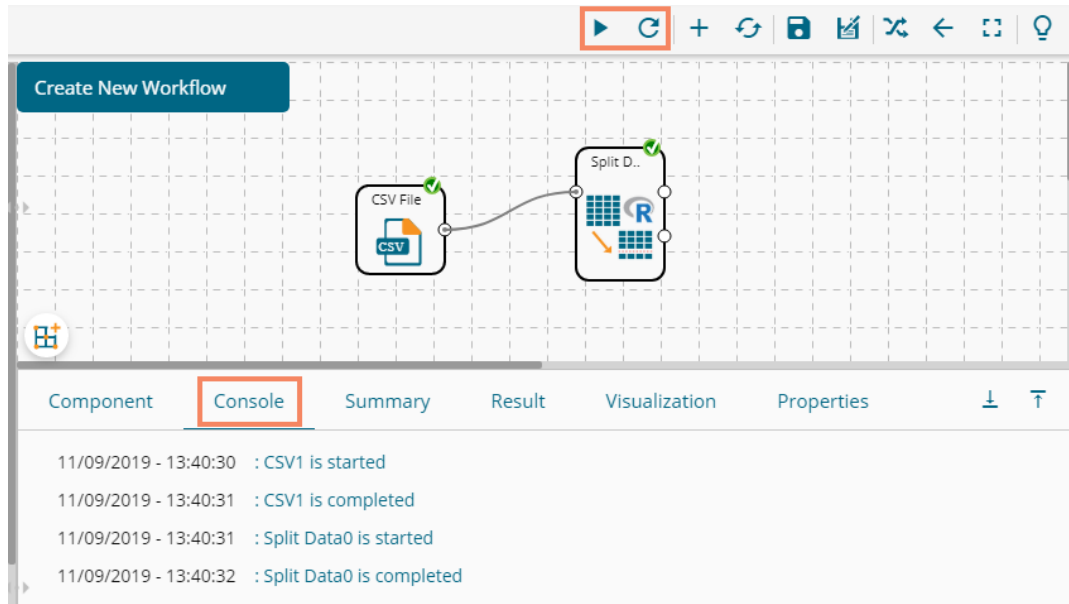 Create New Workflow
Split D..
CSV File
R
CSV
Component Console Summary Result Visualization Properties
11/09/2019 - 13:40:30 : CSV1 is started
11/09/2019 - 13:40:31 : CSV1 is completed
11/09/2019 - 13:40:31 : Split Data0 is started
11/09/2019 - 13:40:32 : Split Data0 is completed